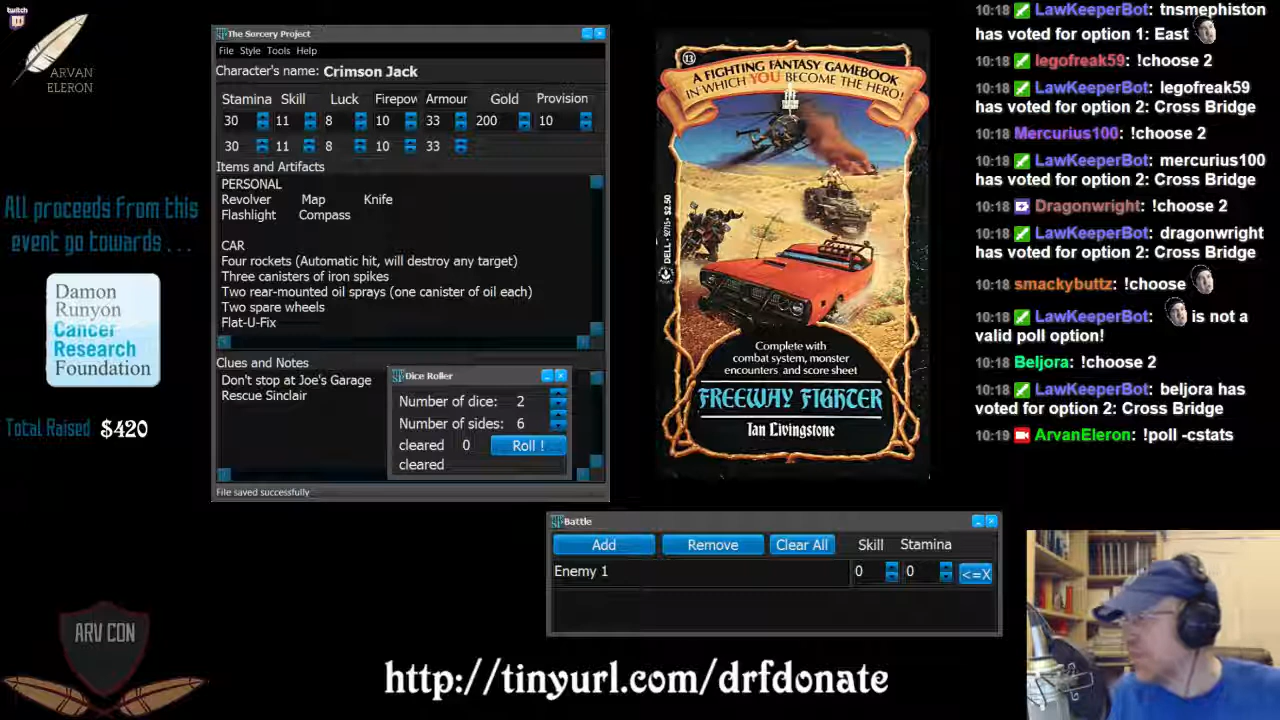 twitch
ARVAN
ELERON
All proceeds from this
event go towards . . .
Damon
Runyon
Cancer
Research
Foundation
Total Raised $420
ARV CON
The Sorcery Project
File Style Tools Help
Character's name: Crimson Jack
Stamina Skill Luck Firepow Armour Gold Provision
30 11 8 10 33 200 10
30 11 8 10 33
Items and Artifacts
PERSONAL
Revolver Map Knife
Flashlight Compass
CAR
Four rockets (Automatic hit, will destroy any target)
Three canisters of iron spikes
Two rear-mounted oil sprays (one canister of oil each)
Two spare wheels
Flat-U-Fix
Clues and Notes
Don't stop at Joe's Garage
Rescue Sinclair
File saved successfully
Dice Roller
Number of dice: 2
Number of sides: 6
cleared 0 Roll !
cleared
13
A FIGHTING FANTASY GAMEBOOK
IN WHICH YOU BECOME THE HERO!
DELL • 92715 • $2.50
Complete with
combat system, monster
encounters, and score sheet
FREEWAY FIGHTER
Ian Livingstone
Battle
Add Remove Clear All Skill Stamina
Enemy 1 0 0 <=X
http://tinyurl.com/drfdonate
10:18 LawKeeperBot: tnsmephiston
has voted for option 1: East
10:18 legofreak59: !choose 2
10:18 LawKeeperBot: legofreak59
has voted for option 2: Cross Bridge
10:18 Mercurius100: !choose 2
10:18 LawKeeperBot: mercurius100
has voted for option 2: Cross Bridge
10:18 Dragonwright: !choose 2
10:18 LawKeeperBot: dragonwright
has voted for option 2: Cross Bridge
10:18 smackybuttz: !choose
10:18 LawKeeperBot: is not a
valid poll option!
10:18 Beljora: !choose 2
10:18 LawKeeperBot: beljora has
voted for option 2: Cross Bridge
10:19 ArvanEleron: !poll -cstats